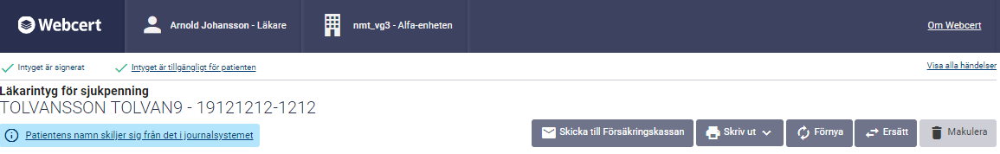 Webcert
Arnold Johansson - Läkare
nmt_vg3 - Alfa-enheten
Om Webcert
Intyget är signerat
Intyget är tillgängligt för patienten
Visa alla händelser
Läkarintyg för sjukpenning
TOLVANSSON TOLVAN9 - 19121212-1212
Patientens namn skiljer sig från det i journalsystemet
Skicka till Försäkringskassan
Skriv ut
Förnya
Ersätt
Makulera